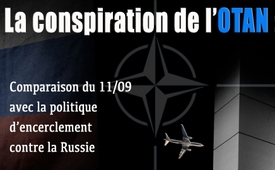 La conspiration de l'OTAN
Comparaison du 11/09
avec la politique
d'encerclement
contre la Russie